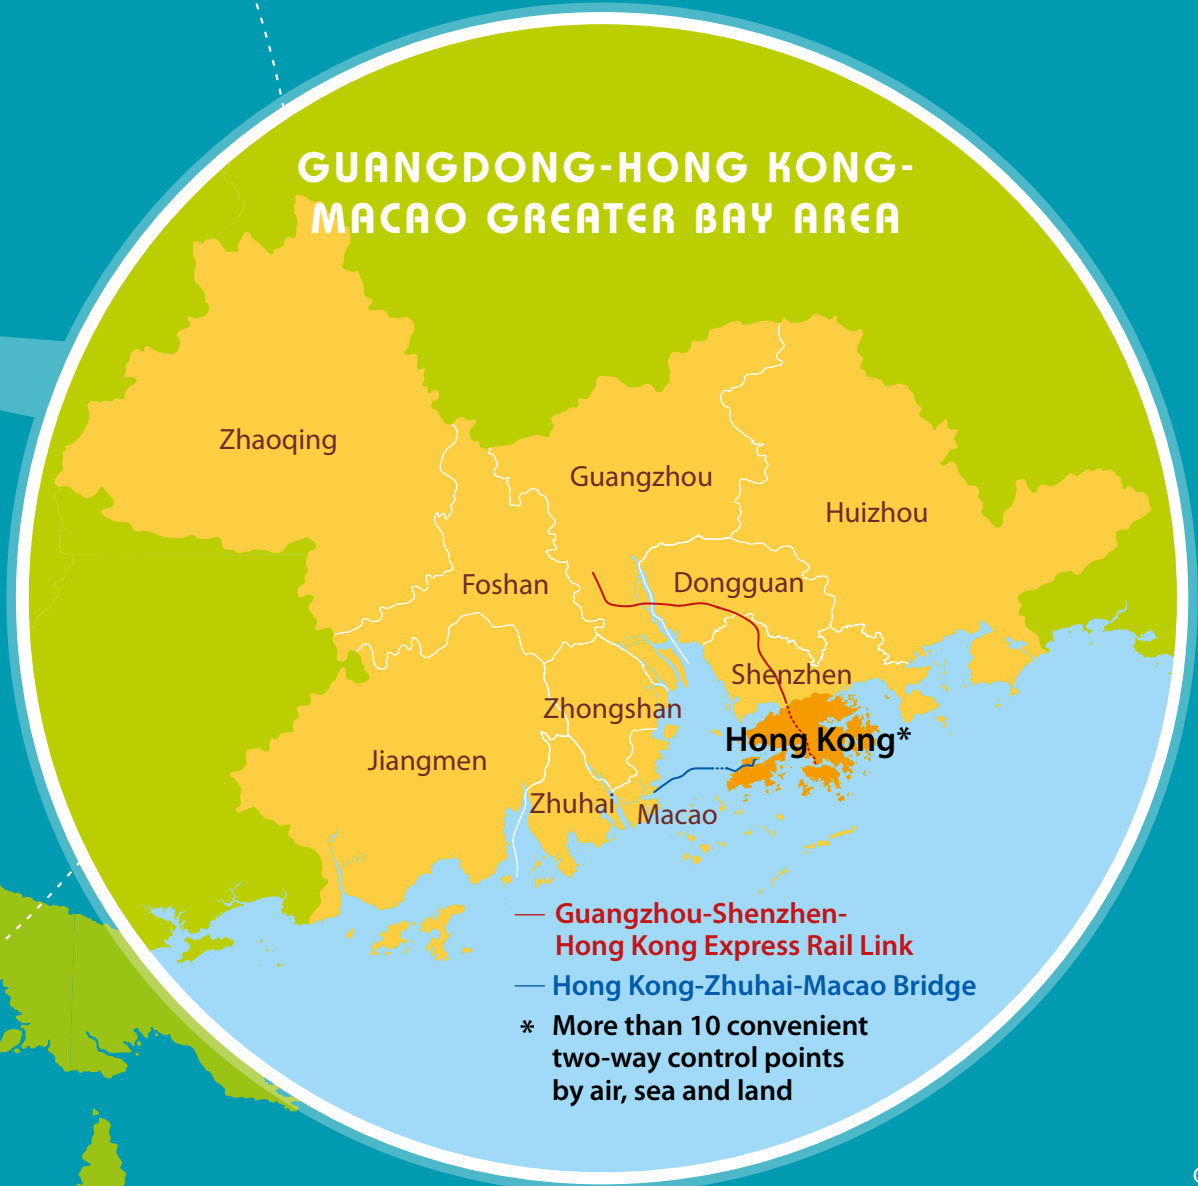 GUANGDONG-HONG KONG-
MACAO GREATER BAY AREA
Zhaoqing
Guangzhou
Huizhou
Foshan
Dongguan
Shenzhen
Zhongshan
Hong Kong*
Jiangmen
Zhuhai
Macao
Guangzhou-Shenzhen-
Hong Kong Express Rail Link
Hong Kong-Zhuhai-Macao Bridge
* More than 10 convenient
two-way control points
by air, sea and land